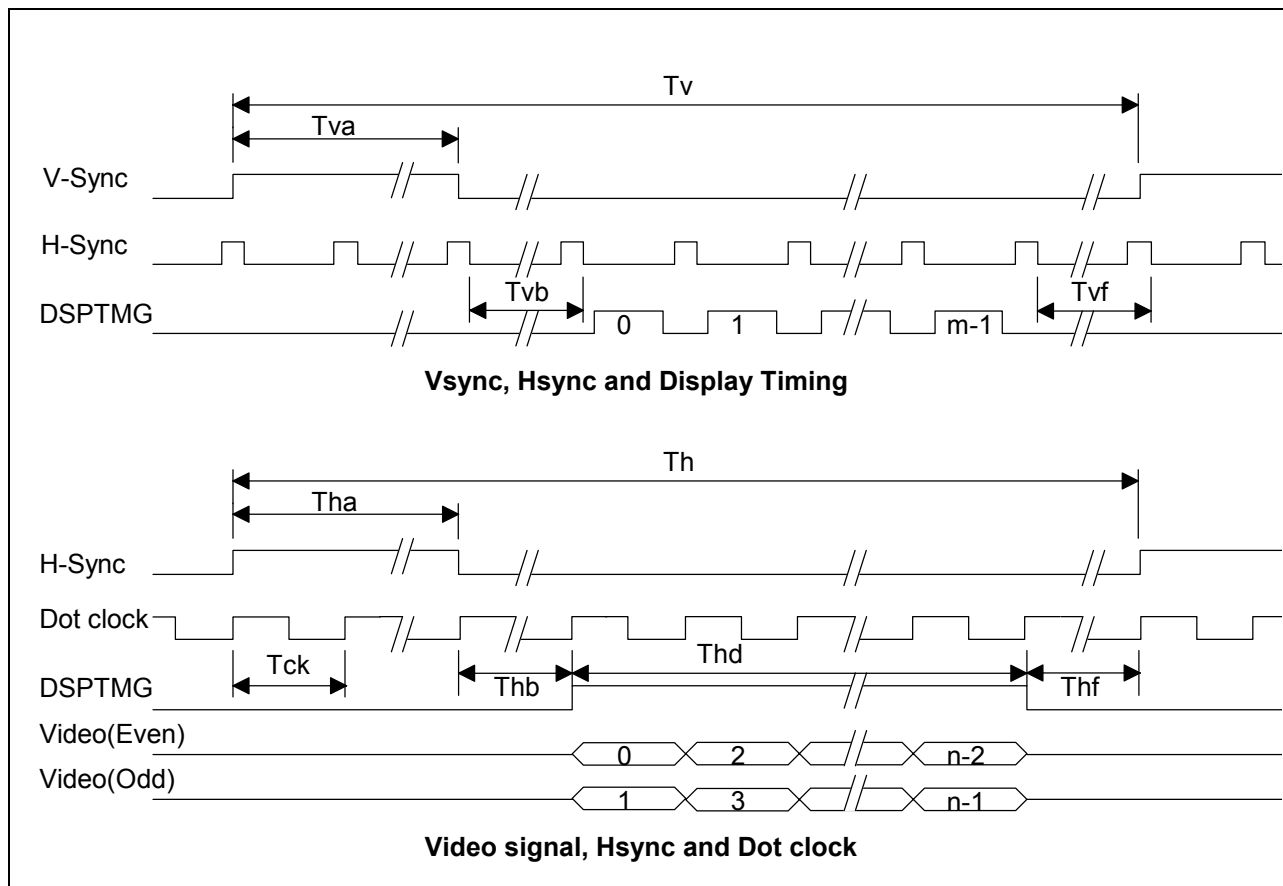 Tv
Tva
V-Sync
H-Sync
Tvb
Tvf
DSPTMG
0 1 m-1
Vsync, Hsync and Display Timing
Th
Tha
H-Sync
Dot clock
Tck
Thb
Thd
Thf
DSPTMG
Video(Even)
0 2 n-2
Video(Odd)
1 3 n-1
Video signal, Hsync and Dot clock